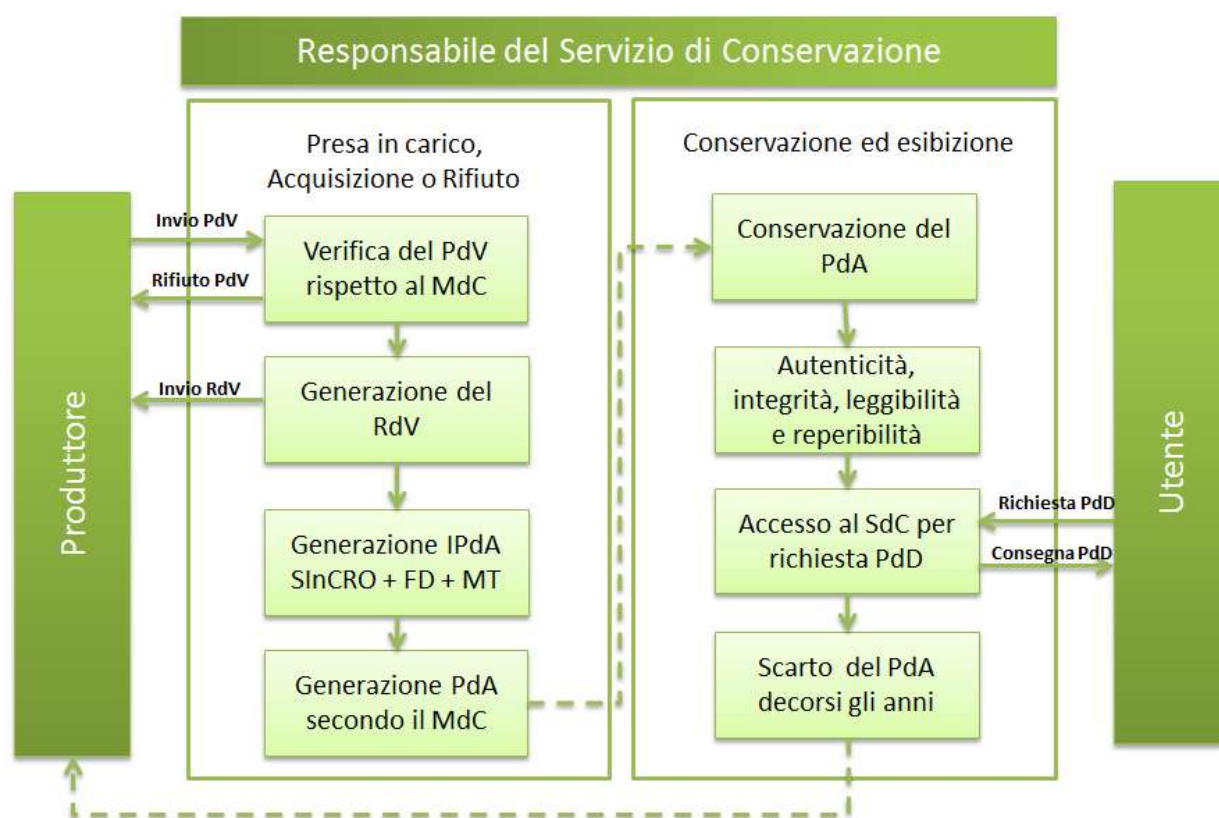 Responsabile del Servizio di Conservazione
Presa in carico,
Acquisizione o Rifiuto
Conservazione ed esibizione
Produttore
Invio PdV
Rifiuto PdV
Verifica del PdV
rispetto al MdC
Invio RdV
Generazione del
RdV
Generazione IPdA
SInCRO + FD + MT
Generazione PdA
secondo il MdC
Conservazione del
PdA
Autenticità,
integrità, leggibilità
e reperibilità
Accesso al SdC per
richiesta PdD
Richiesta PdD
Consegna PdD
Scarto del PdA
decorsi gli anni
Utente